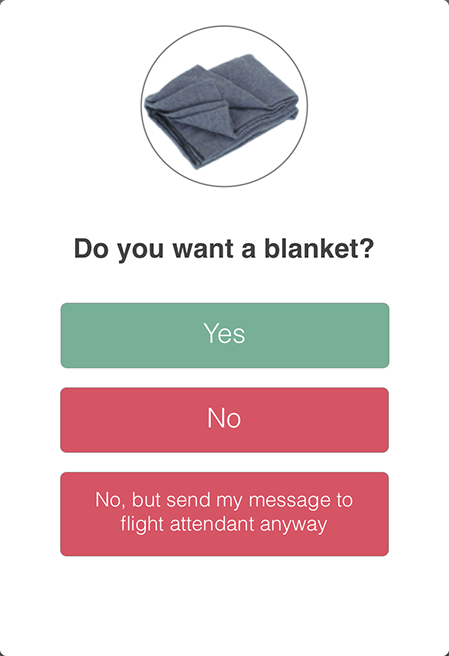 Do you want a blanket?
Yes
No
No, but send my message to
flight attendant anyway